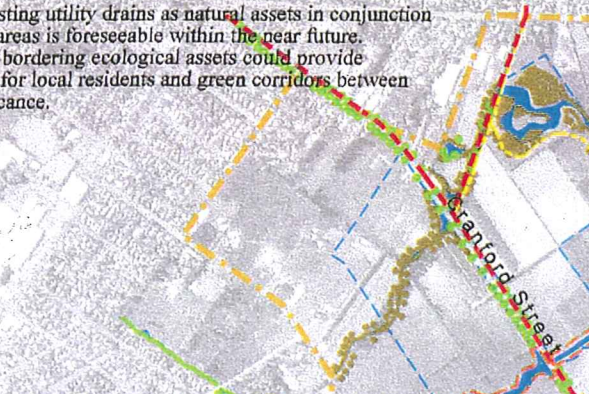 sting utility drains as natural assets in conjunction
areas is foreseeable within the near future.
bordering ecological assets could provide
for local residents and green corridors between
cance.
Cranford Street